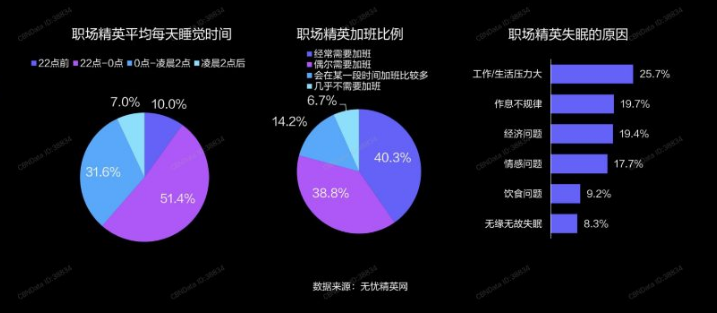 职场精英平均每天睡觉时间
22点前 22点-0点 0点-凌晨2点 凌晨2点后
7.0%
10.0%
31.6%
51.4%
职场精英加班比例
经常需要加班
偶尔需要加班
会在某一段时间加班比较多
几乎不需要加班
6.7%
14.2%
40.3%
38.8%
职场精英失眠的原因
工作/生活压力大 25.7%
作息不规律 19.7%
经济问题 19.4%
情感问题 17.7%
饮食问题 9.2%
无缘无故失眠 8.3%
数据来源：无忧精英网